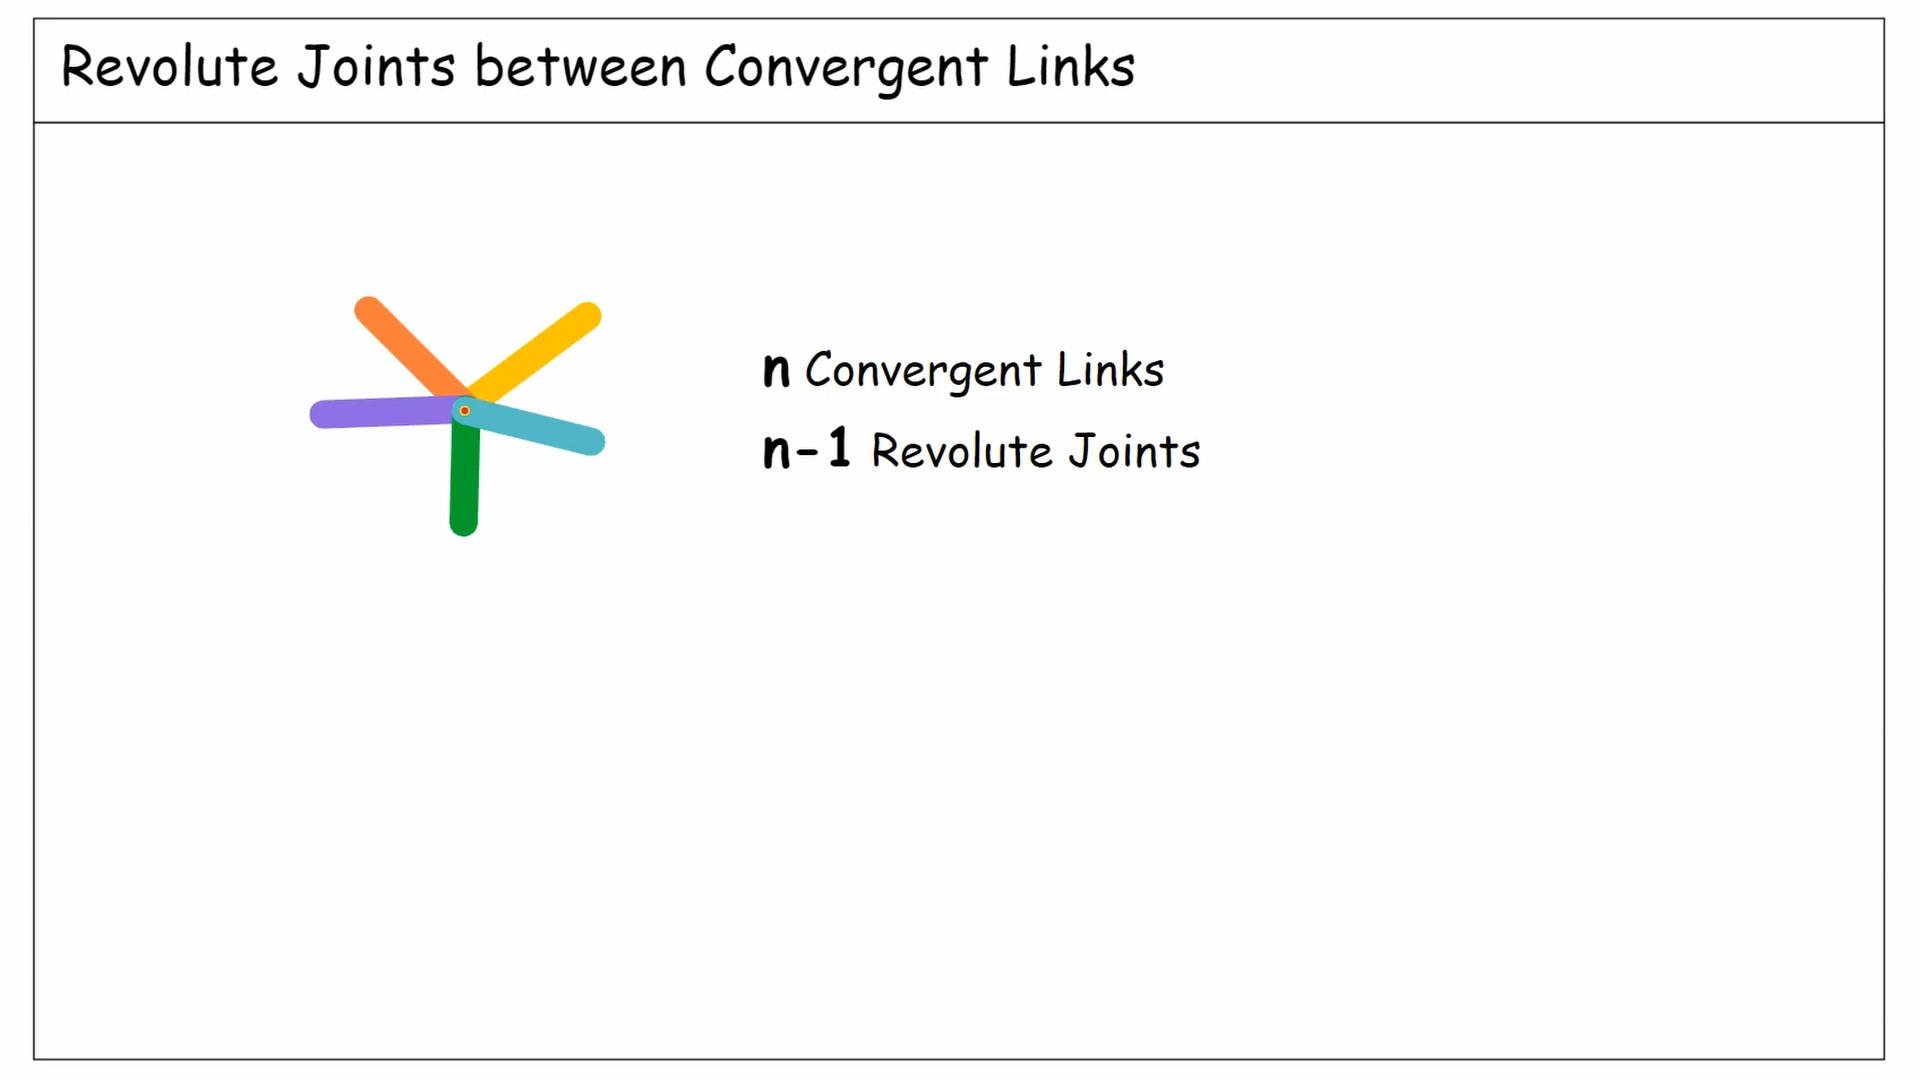 Revolute Joints between Convergent Links
n Convergent Links
n-1 Revolute Joints